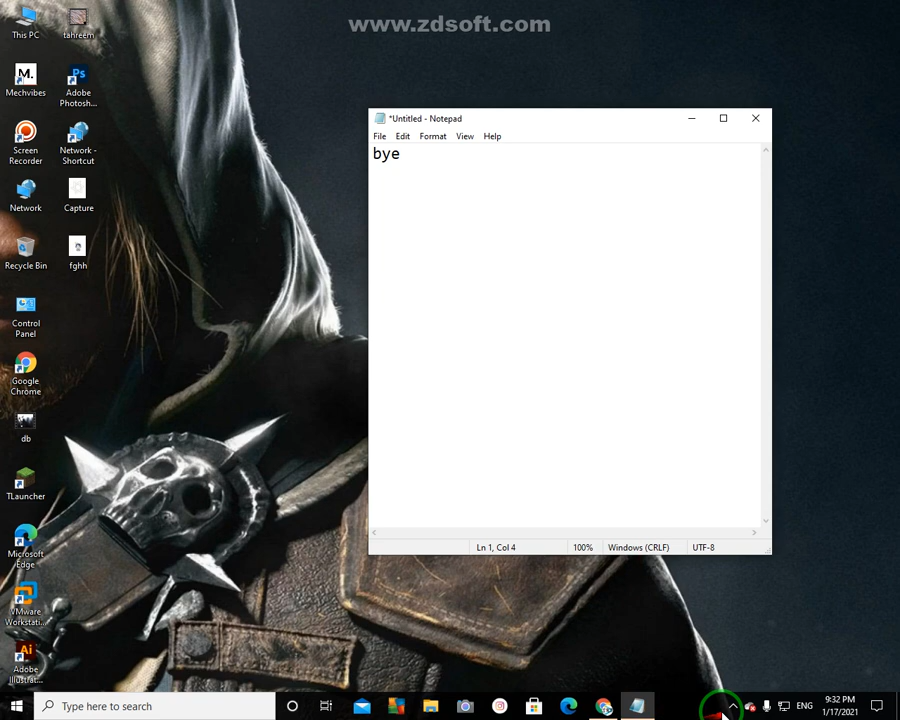 www.zdsoft.com
This PC
tahreem
Mechvibes
Adobe
Photosh...
Screen
Recorder
Network -
Shortcut
Network
Capture
Recycle Bin
fghh
Control
Panel
Google
Chrome
db
TLauncher
Microsoft
Edge
VMware
Workstati...
Adobe
Illustrat...
*Untitled - Notepad
File Edit Format View Help
bye
Ln 1, Col 4 100% Windows (CRLF) UTF-8
Type here to search
ENG
9:32 PM
1/17/2021
M.
Ps
Ai